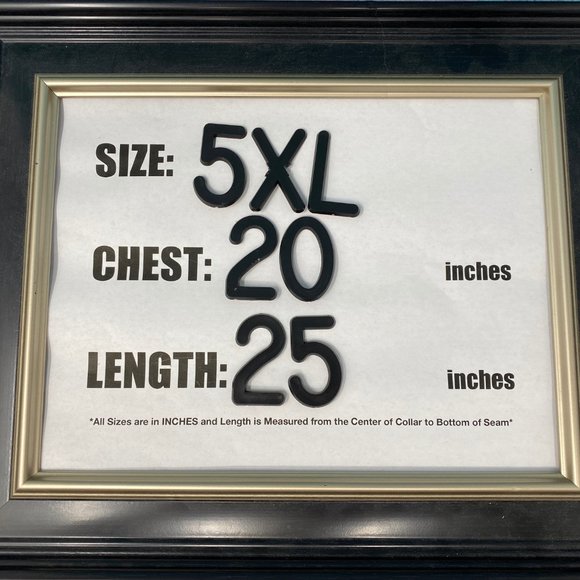 SIZE: 5XL
CHEST: 20 inches
LENGTH: 25 inches
*All Sizes are in INCHES and Length is Measured from the Center of Collar to Bottom of Seam*